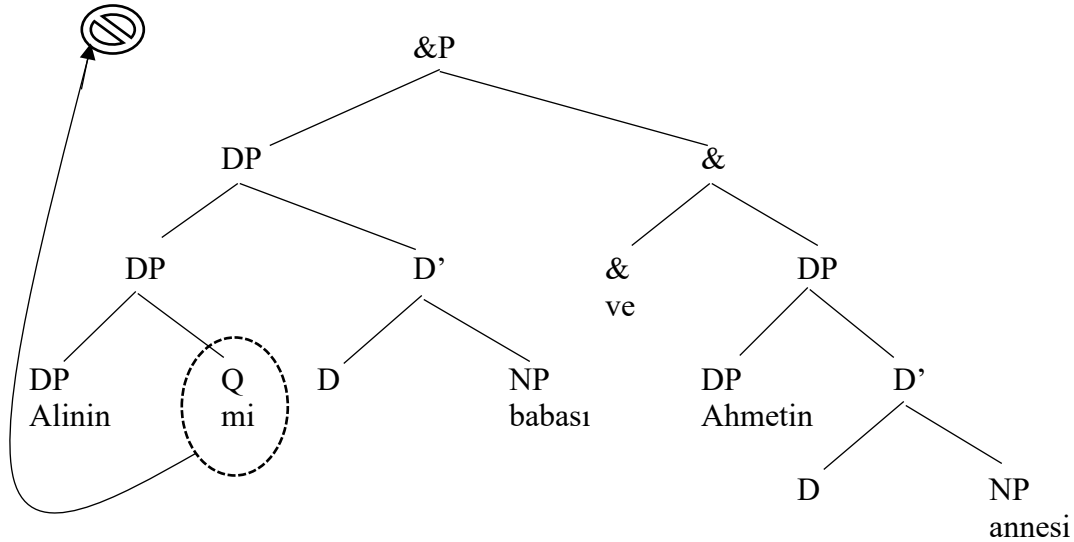 &P
DP &
DP D’ & DP
ve
DP Q D NP DP D’
Alinin mi babası Ahmetin
D NP
annesi